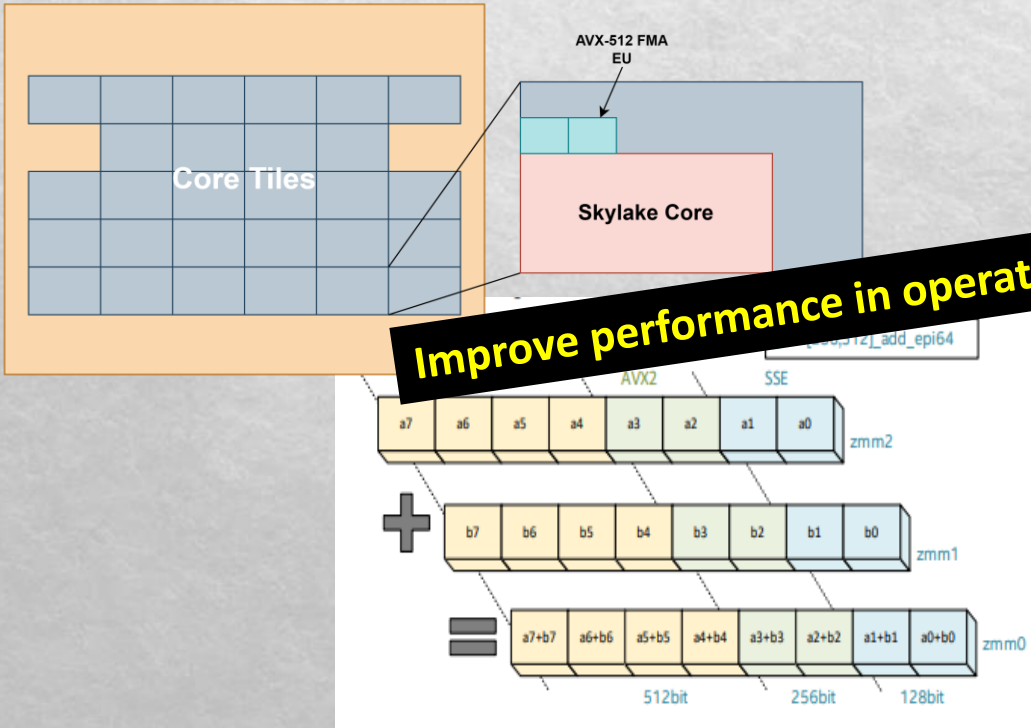 AVX-512 FMA
EU
Core Tiles
Skylake Core
Improve performance in operat
512]_add_epi64
AVX2 SSE
a7 a6 a5 a4 a3 a2 a1 a0
zmm2
b7 b6 b5 b4 b3 b2 b1 b0
zmm1
a7+b7 a6+b6 a5+b5 a4+b4 a3+b3 a2+b2 a1+b1 a0+b0
zmm0
512bit 256bit 128bit